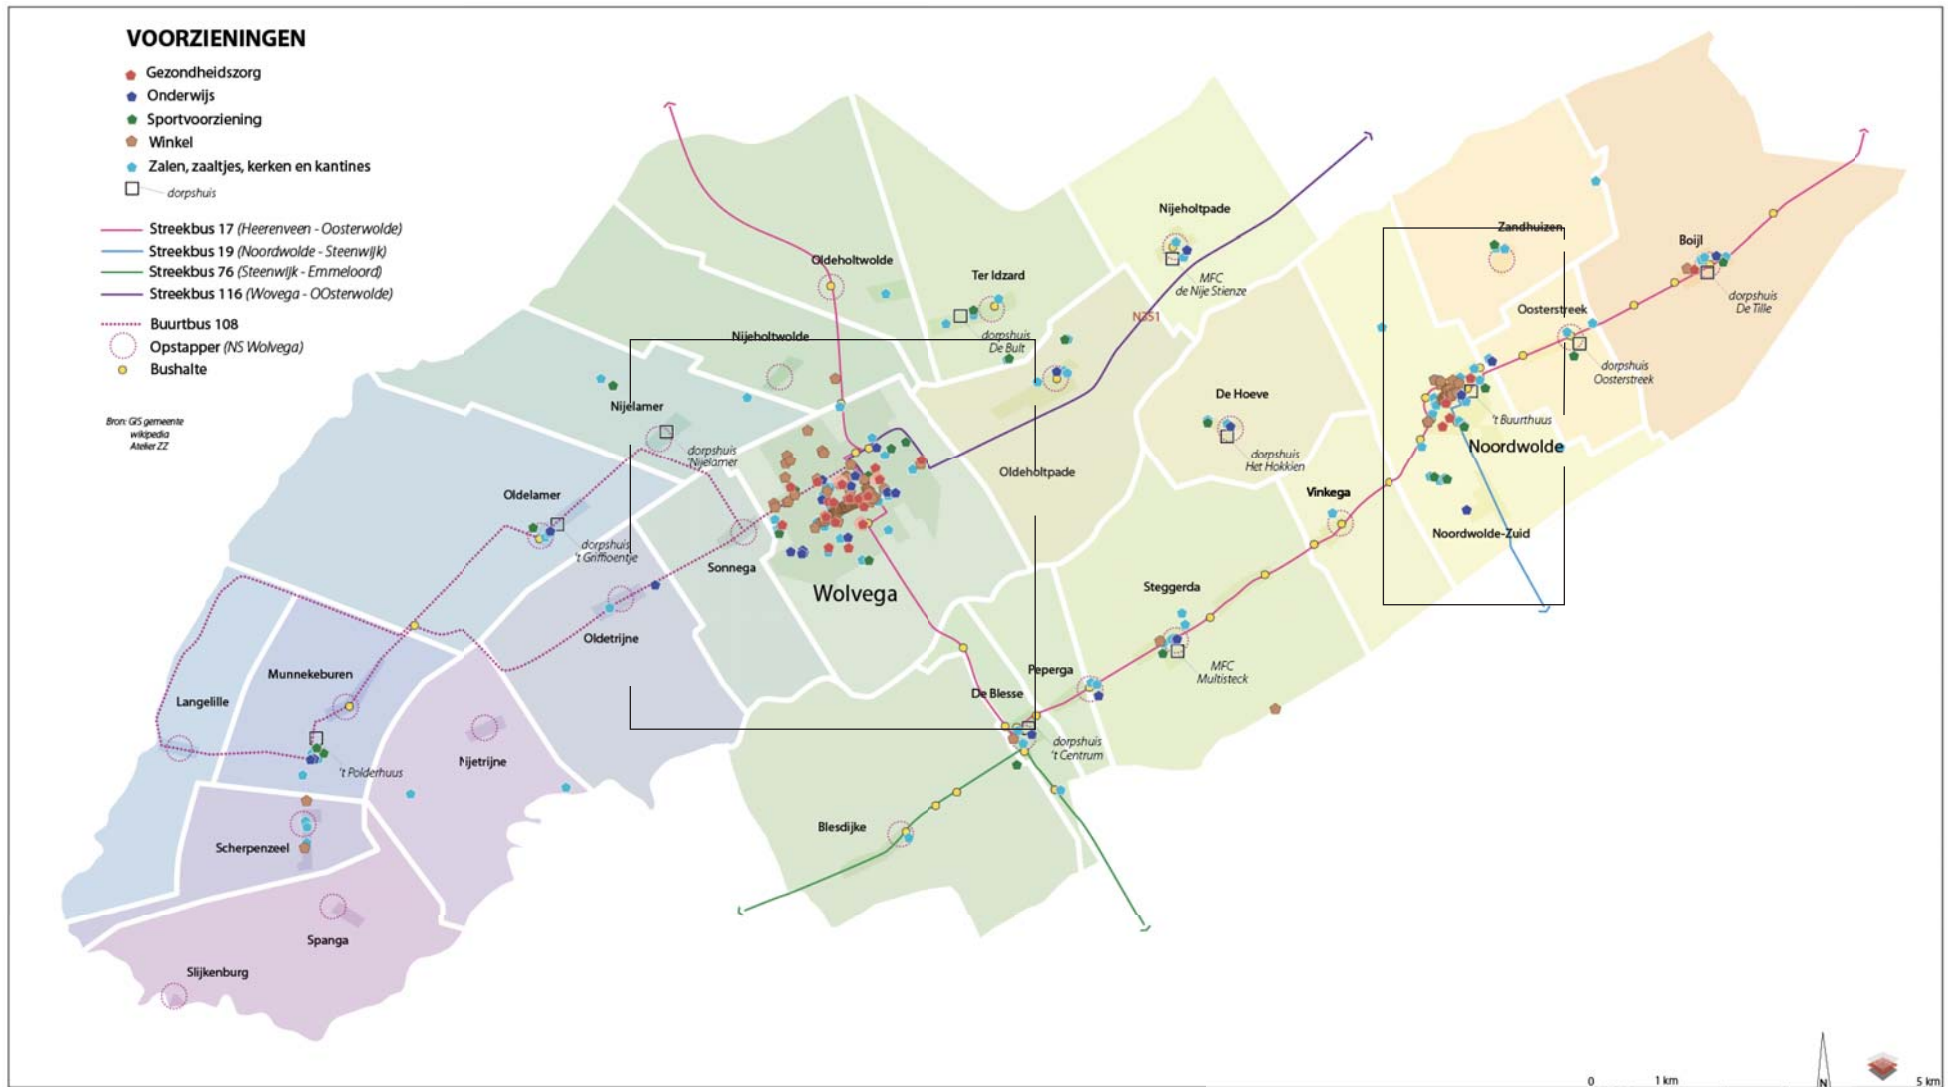 VOORZIENINGEN
Gezondheidszorg
Onderwijs
Sportvoorziening
Winkel
Zalen, zaaltjes, kerken en kantines
dorpshuis
Streekbus 17 (Heerenveen - Oosterwolde)
Streekbus 19 (Noordwolde - Steenwijk)
Streekbus 76 (Steenwijk - Emmeloord)
Streekbus 116 (Wovega - OOsterwolde)
Buurtbus 108
Opstapper (NS Wolvega)
Bushalte
Bron: GIS gemeente
wikipedia
Atelier ZZ
Nijeholtpade
MFC
de Nije Stienze
Zandhuizen
Boijl
dorpshuis
De Tille
Oldeholtwolde
Ter Idzard
dorpshuis
De Bult
N351
Oosterstreek
dorpshuis
Oosterstreek
Nijeholtwolde
De Hoeve
dorpshuis
Het Hokkien
't Buurthuus
Noordwolde
Nijelamer
dorpshuis
'Nijelamer
Oldeholtpade
Oldelamer
dorpshuis
't Griffioentje
Vinkega
Noordwolde-Zuid
Sonnega
Wolvega
Steggerda
MFC
Multisteck
Oldetrijne
Peperga
De Blesse
dorpshuis
't Centrum
Munnekeburen
Langelille
't Polderhuus
Nijetrijne
Blesdijke
Scherpenzeel
Spanga
Slijkenburg
0 1 km 5 km
N